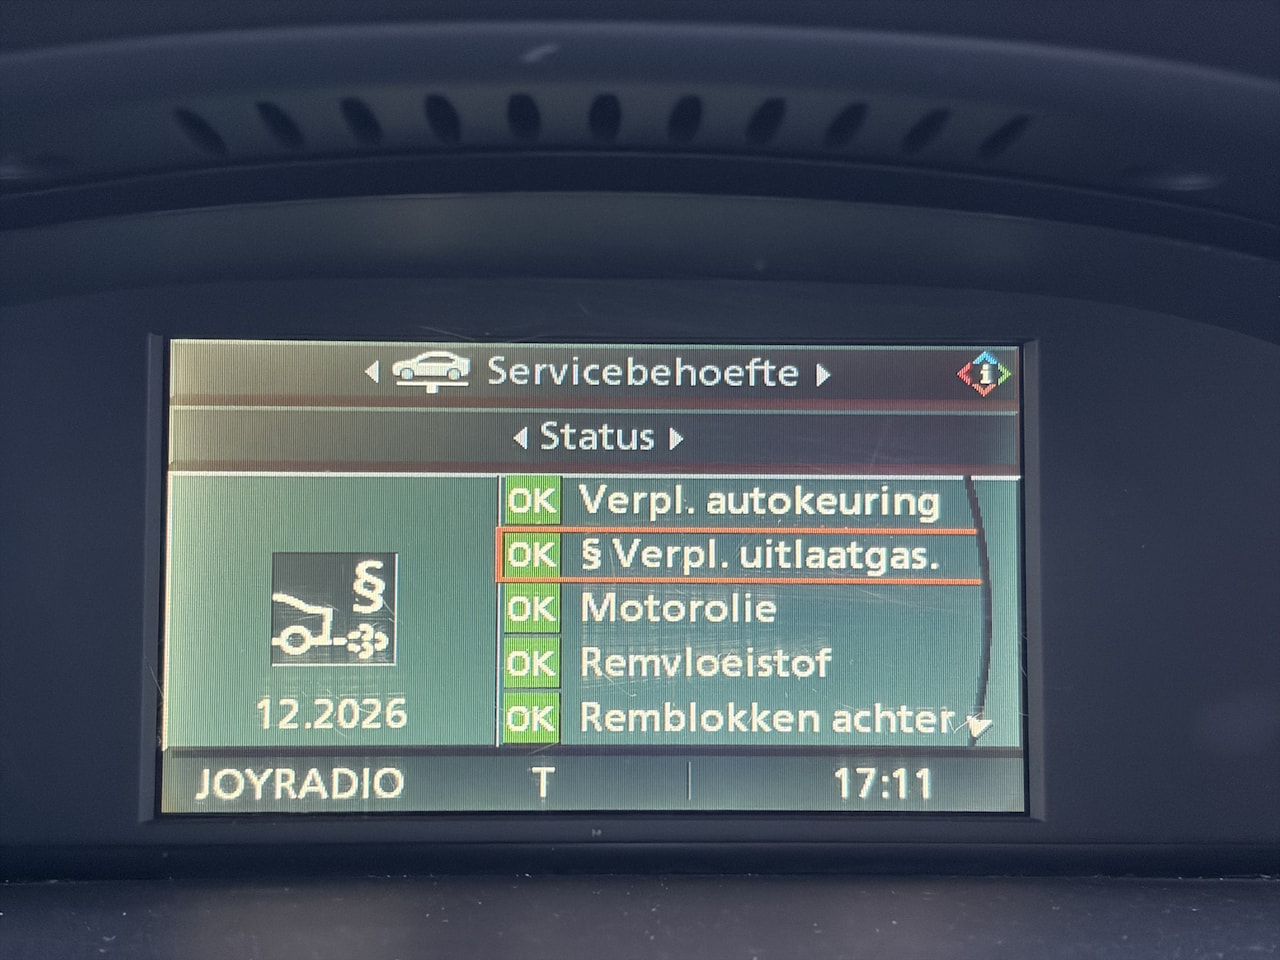 Servicebehoefte
Status
OK Verpl. autokeuring
OK § Verpl. uitlaatgas.
OK Motorolie
OK Remvloeistof
OK Remblokken achter
§
12.2026
JOYRADIO T 17:11